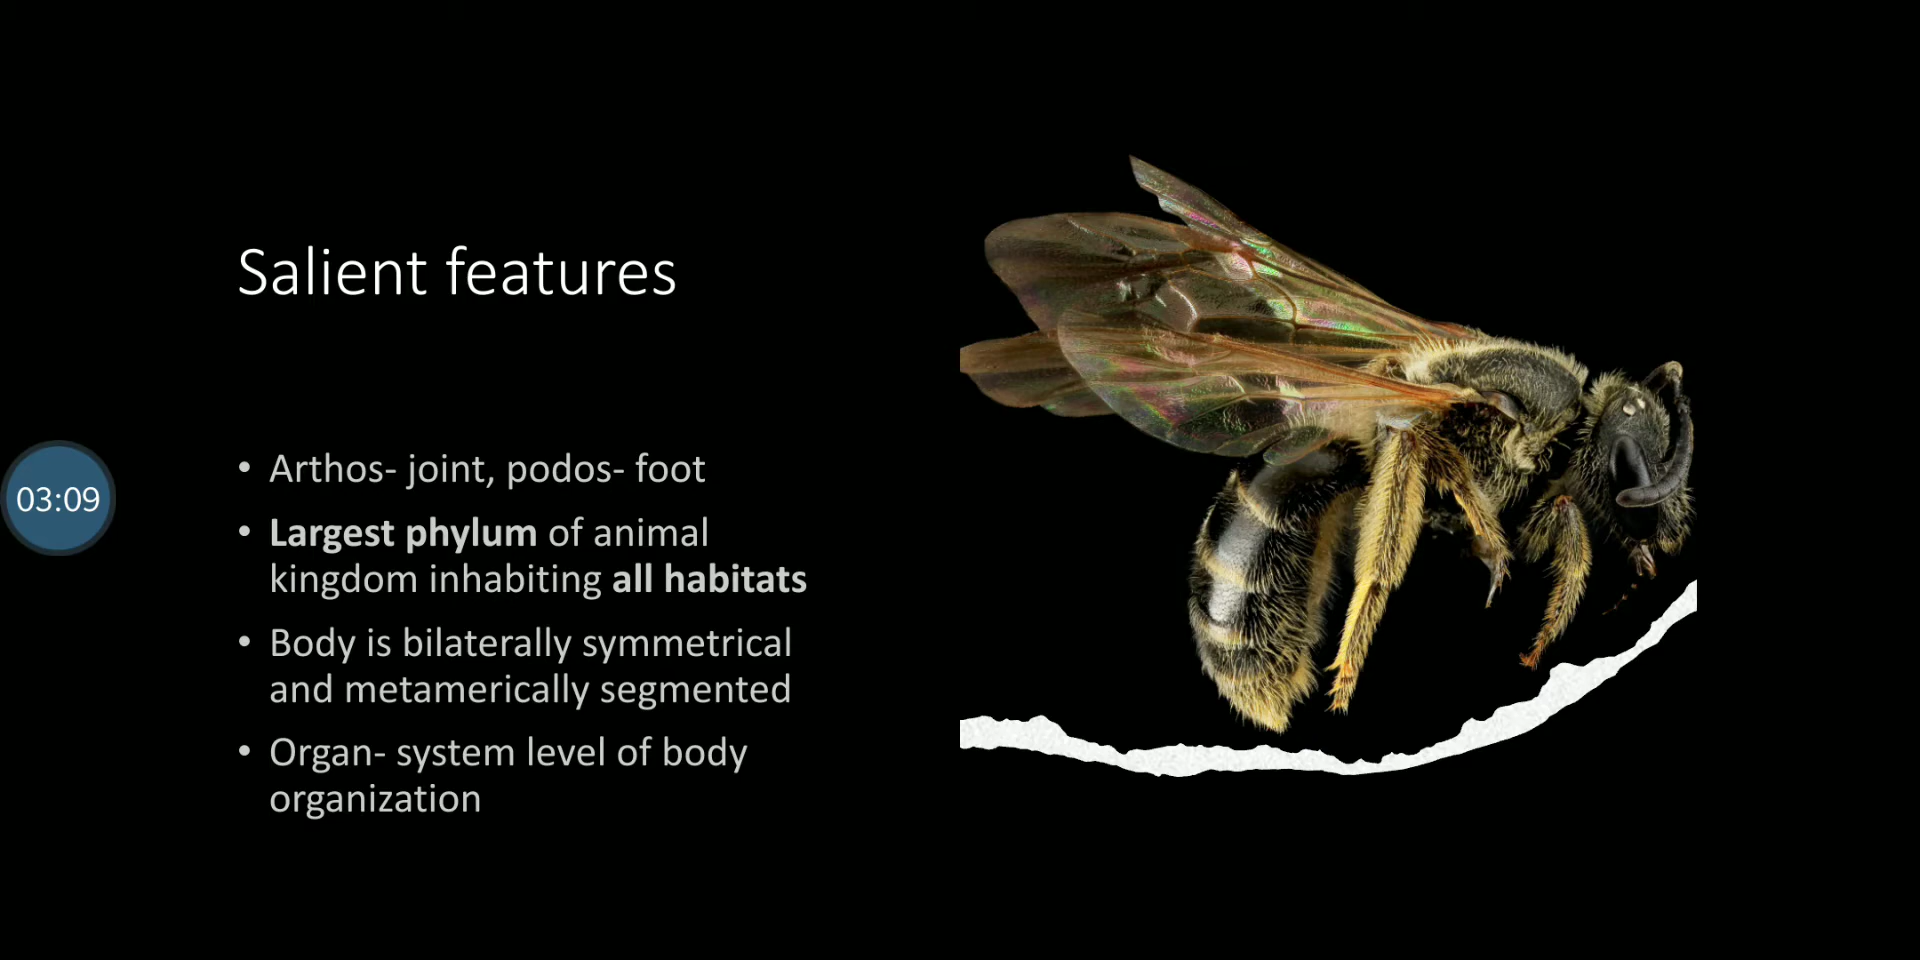 Salient features
• Arthos- joint, podos- foot
• Largest phylum of animal
kingdom inhabiting all habitats
• Body is bilaterally symmetrical
and metamerically segmented
• Organ- system level of body
organization
03:09